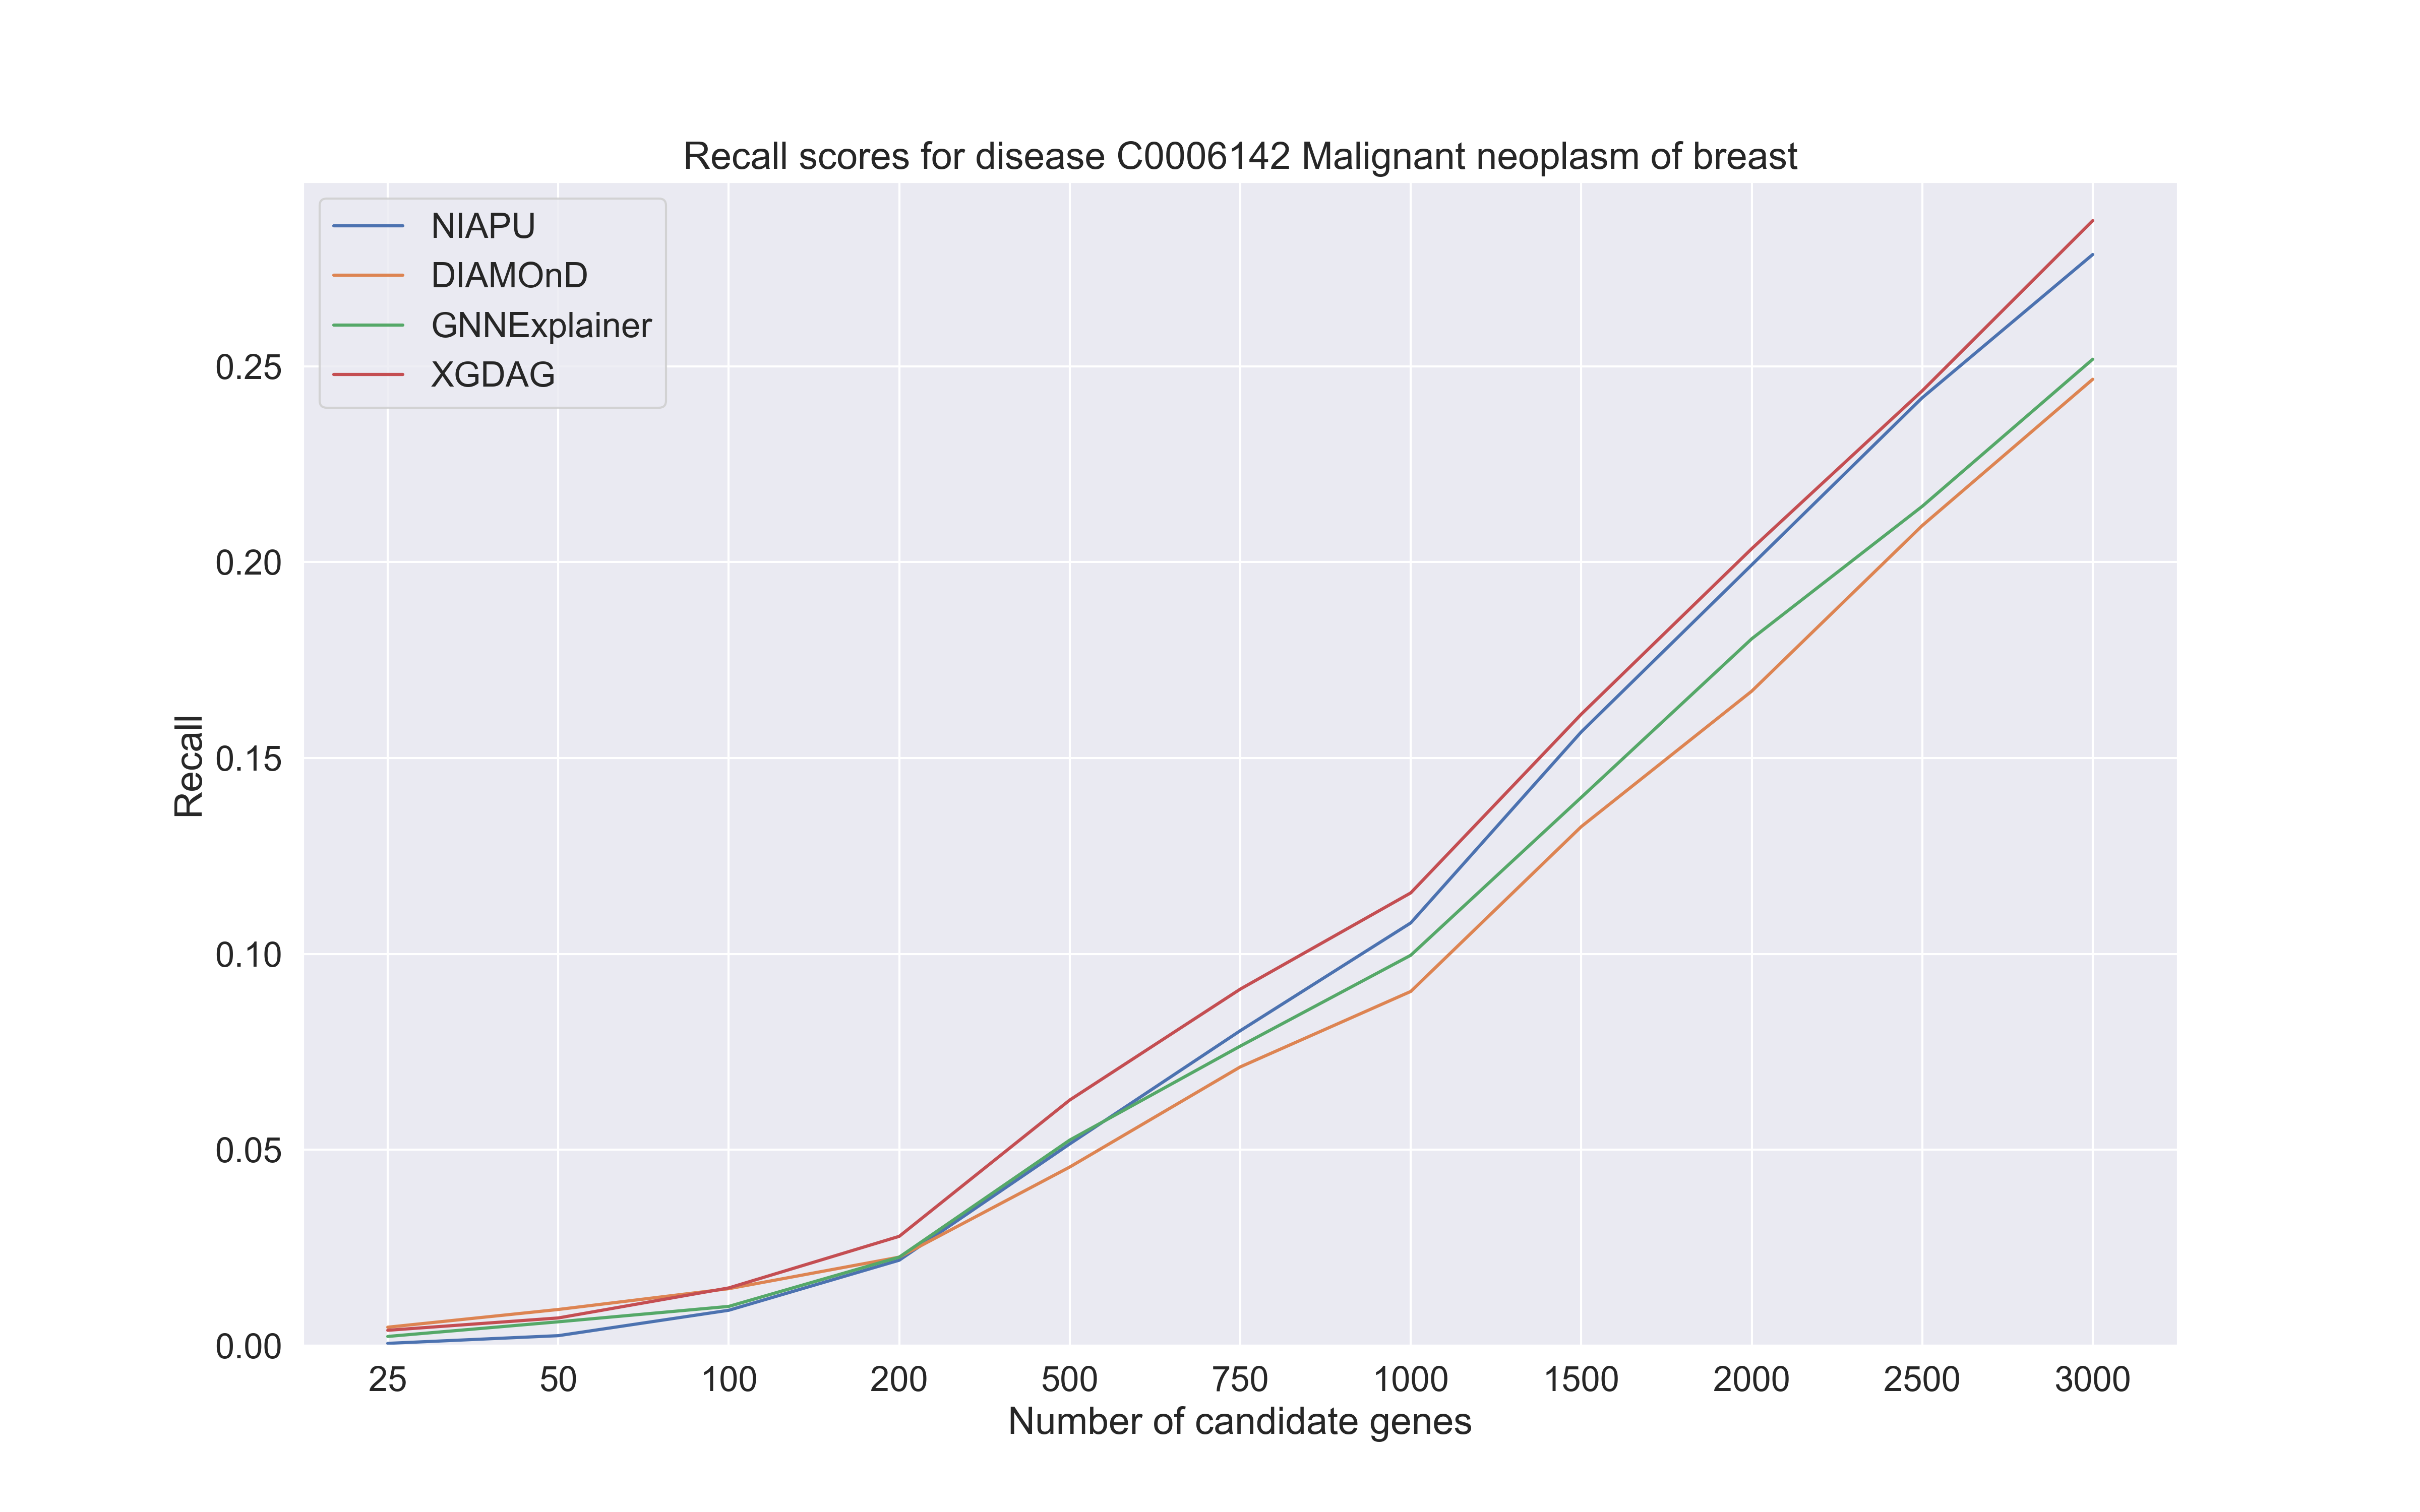 Recall scores for disease C0006142 Malignant neoplasm of breast
NIAPU
DIAMOnD
GNNExplainer
XGDAG
0.25
0.20
0.15
0.10
0.05
0.00
Recall
25 50 100 200 500 750 1000 1500 2000 2500 3000
Number of candidate genes